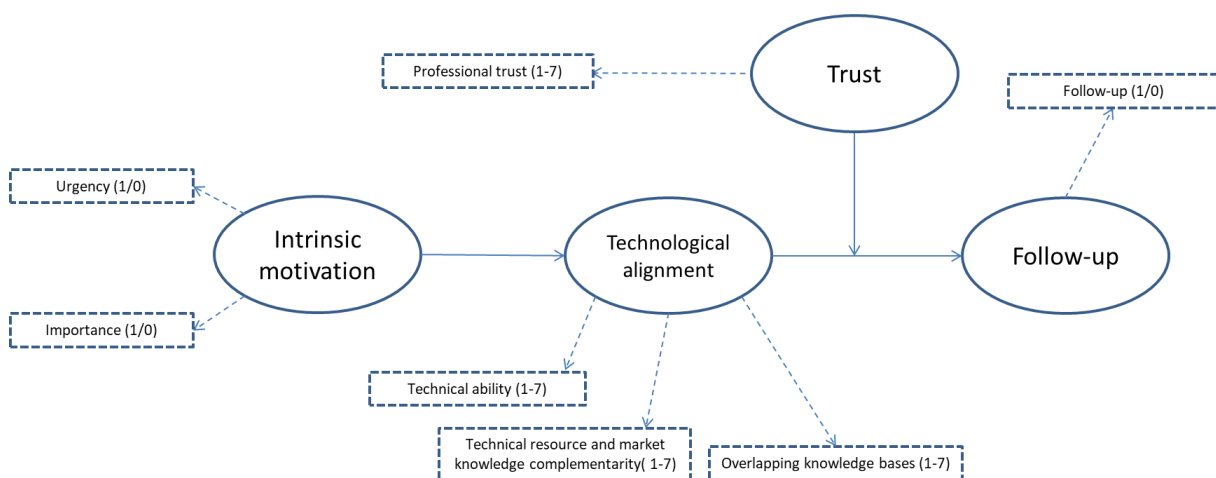 Professional trust (1-7)
Trust
Follow-up (1/0)
Urgency (1/0)
Intrinsic
motivation
Technological
alignment
Follow-up
Importance (1/0)
Technical ability (1-7)
Technical resource and market
knowledge complementarity( 1-7)
Overlapping knowledge bases (1-7)